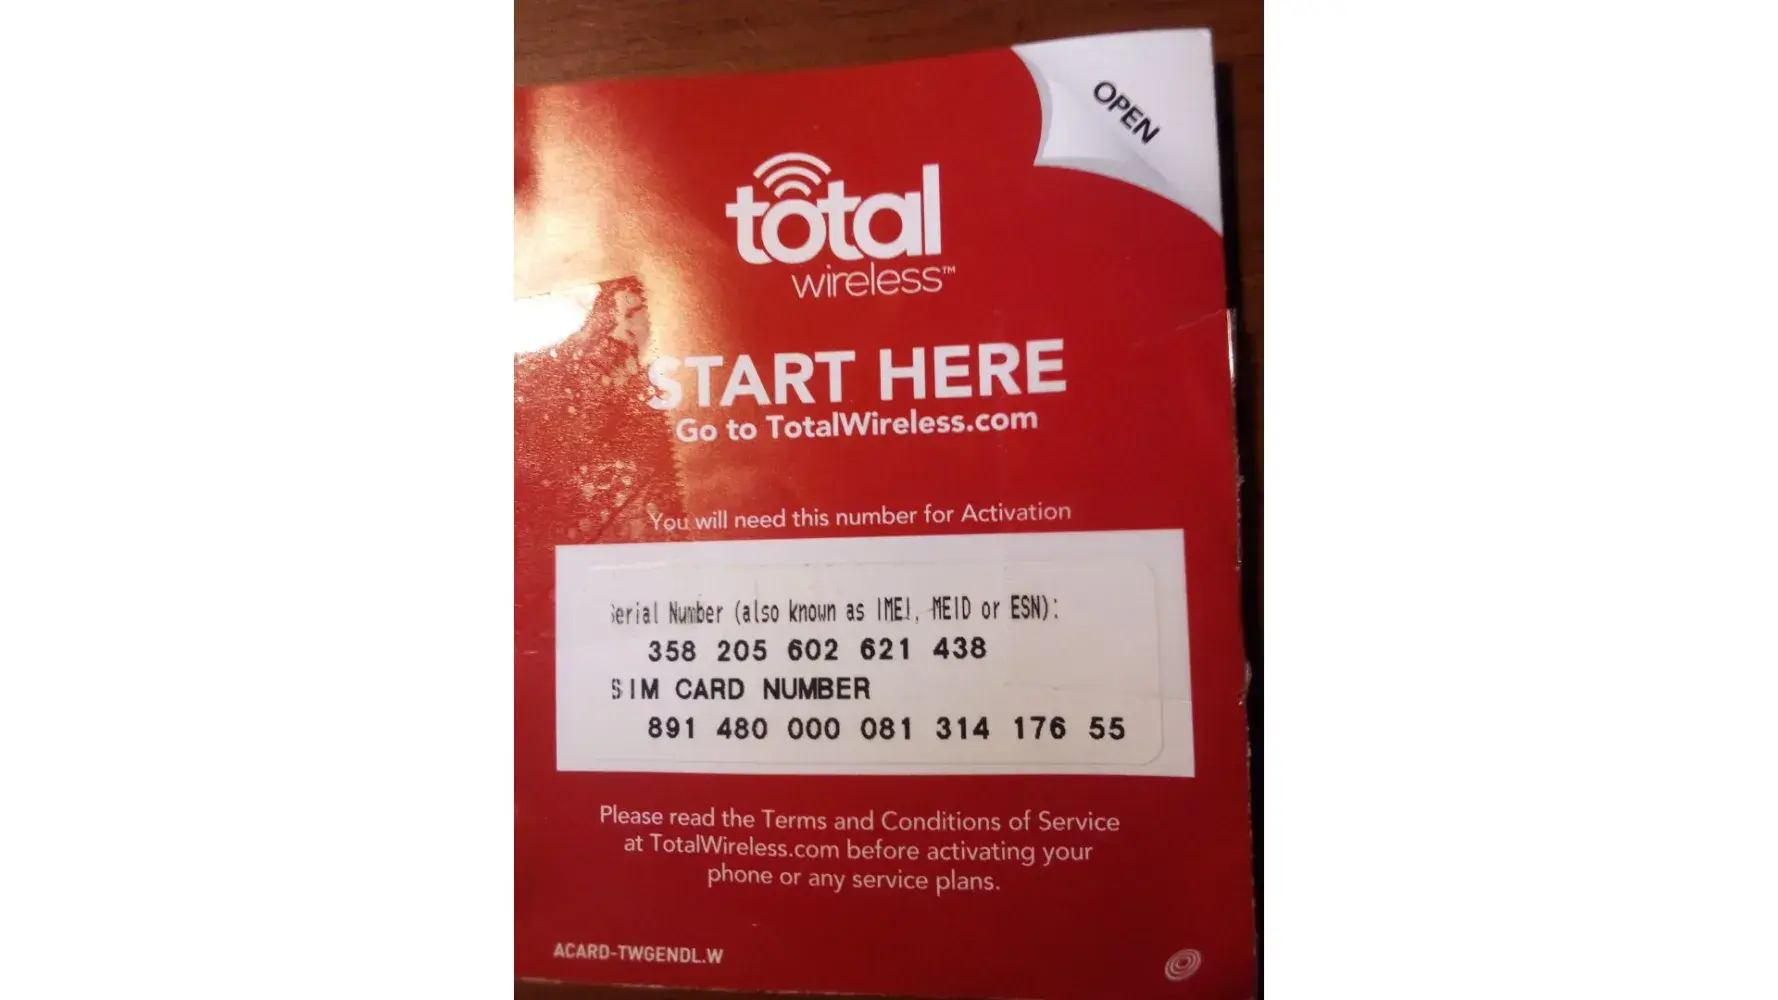 OPEN
total
wireless™
START HERE
Go to TotalWireless.com
You will need this number for Activation
Serial Number (also known as IMEI, MEID or ESN):
358 205 602 621 438
SIM CARD NUMBER
891 480 000 081 314 176 55
Please read the Terms and Conditions of Service
at TotalWireless.com before activating your
phone or any service plans.
ACARD-TWGENDL.W